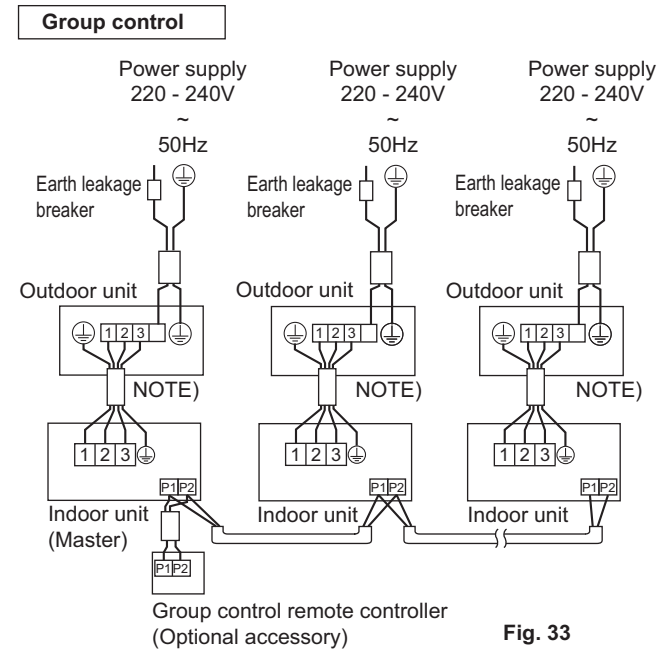 Group control
Power supply
220 - 240V
~
50Hz
Power supply
220 - 240V
~
50Hz
Power supply
220 - 240V
~
50Hz
Earth leakage
breaker
Earth leakage
breaker
Earth leakage
breaker
Outdoor unit
Outdoor unit
Outdoor unit
1 2 3
1 2 3
1 2 3
NOTE)
NOTE)
NOTE)
1 2 3
1 2 3
1 2 3
P1 P2
P1 P2
P1 P2
Indoor unit
(Master)
Indoor unit
Indoor unit
P1 P2
Group control remote controller
(Optional accessory)
Fig. 33